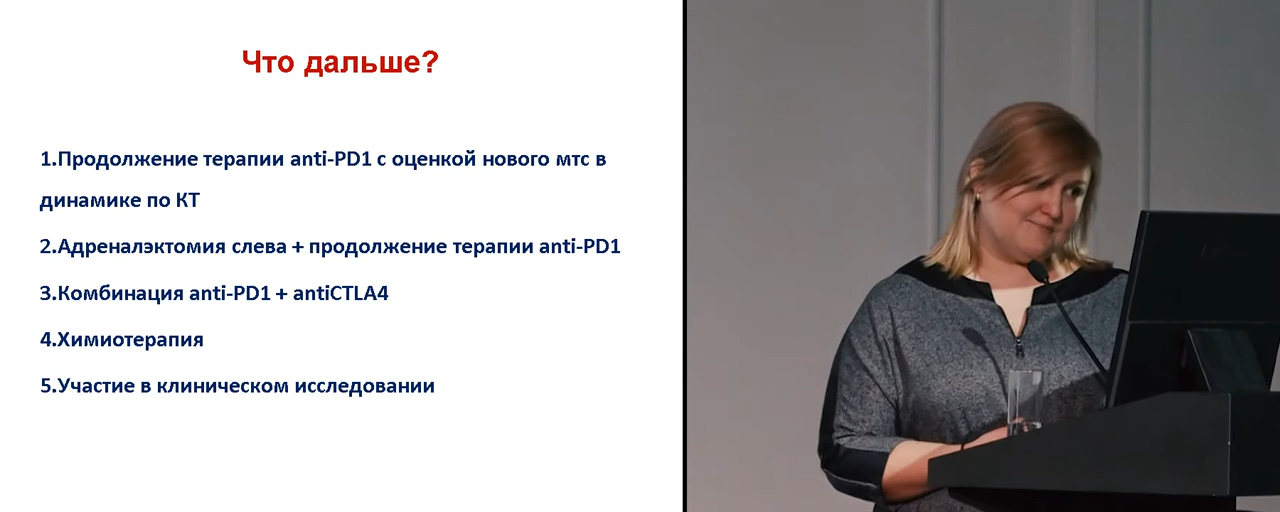 Что дальше?
1.Продолжение терапии anti-PD1 с оценкой нового мтс в
динамике по КТ
2.Адреналэктомия слева + продолжение терапии anti-PD1
3.Комбинация anti-PD1 + antiCTLA4
4.Химиотерапия
5.Участие в клиническом исследовании